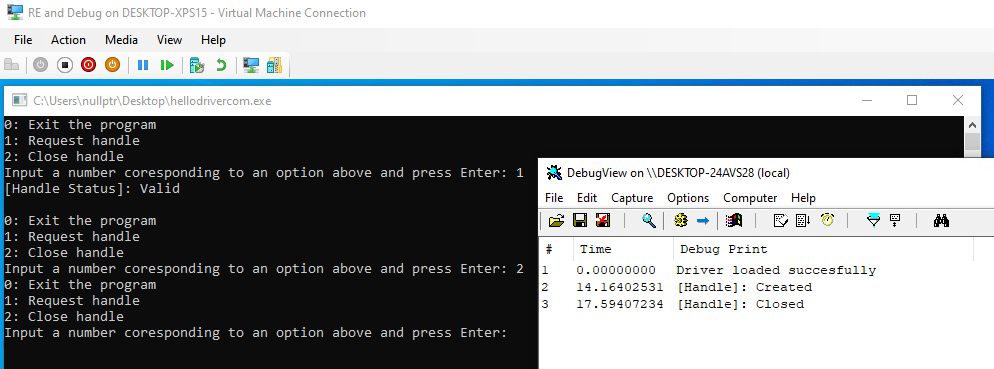 RE and Debug on DESKTOP-XPS15 - Virtual Machine Connection
File Action Media View Help
C:\Users\nullptr\Desktop\hellodrivercom.exe
0: Exit the program
1: Request handle
2: Close handle
Input a number coresponding to an option above and press Enter: 1
[Handle Status]: Valid
0: Exit the program
1: Request handle
2: Close handle
Input a number coresponding to an option above and press Enter: 2
0: Exit the program
1: Request handle
2: Close handle
Input a number coresponding to an option above and press Enter:
DebugView on \\DESKTOP-24AVS28 (local)
File Edit Capture Options Computer Help
# Time Debug Print
1 0.00000000 Driver loaded succesfully
2 14.16402531 [Handle]: Created
3 17.59407234 [Handle]: Closed